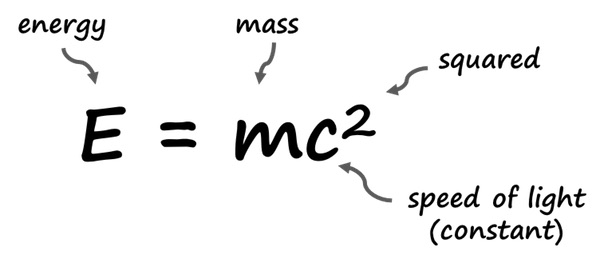 energy
mass
squared
E = mc²
speed of light
(constant)